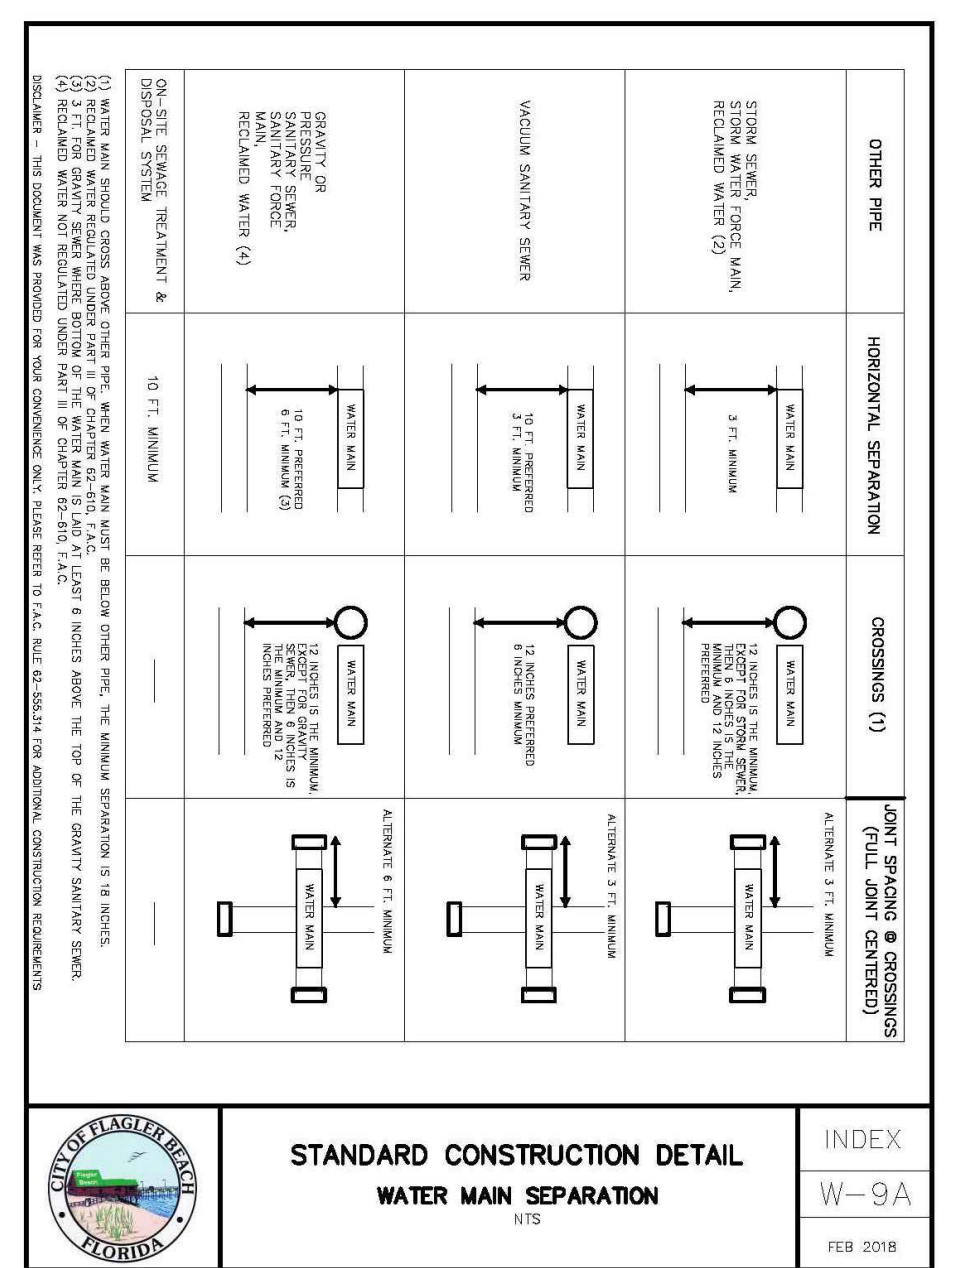 OTHER PIPE
HORIZONTAL SEPARATION
CROSSINGS (1)
JOINT SPACING @ CROSSINGS
(FULL JOINT CENTERED)
STORM SEWER,
STORM WATER FORCE MAIN,
RECLAIMED WATER (2)
WATER MAIN
3 FT. MINIMUM
WATER MAIN
12 INCHES IS THE MINIMUM,
EXCEPT FOR STORM SEWER,
THEN 6 INCHES IS THE
MINIMUM AND 12 INCHES
PREFERRED
ALTERNATE 3 FT. MINIMUM
WATER MAIN
VACUUM SANITARY SEWER
WATER MAIN
10 FT. PREFERRED
3 FT. MINIMUM
WATER MAIN
12 INCHES PREFERRED
6 INCHES MINIMUM
ALTERNATE 3 FT. MINIMUM
WATER MAIN
GRAVITY OR
PRESSURE
SANITARY SEWER,
SANITARY FORCE
MAIN,
RECLAIMED WATER (4)
WATER MAIN
10 FT. PREFERRED
6 FT. MINIMUM (3)
WATER MAIN
12 INCHES IS THE MINIMUM,
EXCEPT FOR GRAVITY
SEWER, THEN 6 INCHES IS
THE MINIMUM AND 12
INCHES PREFERRED
ALTERNATE 6 FT. MINIMUM
WATER MAIN
ON-SITE SEWAGE TREATMENT &
DISPOSAL SYSTEM
10 FT. MINIMUM
(1) WATER MAIN SHOULD CROSS ABOVE OTHER PIPE. WHEN WATER MAIN MUST BE BELOW OTHER PIPE, THE MINIMUM SEPARATION IS 18 INCHES.
(2) RECLAIMED WATER REGULATED UNDER PART III OF CHAPTER 62-610, F.A.C.
(3) 3 FT. FOR GRAVITY SEWER WHERE BOTTOM OF THE WATER MAIN IS LAID AT LEAST 6 INCHES ABOVE THE TOP OF THE GRAVITY SANITARY SEWER.
(4) RECLAIMED WATER NOT REGULATED UNDER PART III OF CHAPTER 62-610, F.A.C.
DISCLAIMER - THIS DOCUMENT WAS PROVIDED FOR YOUR CONVENIENCE ONLY. PLEASE REFER TO F.A.C. RULE 62-555.314 FOR ADDITIONAL CONSTRUCTION REQUIREMENTS
CITY OF FLAGLER BEACH
Flagler
Beach
FLORIDA
STANDARD CONSTRUCTION DETAIL
WATER MAIN SEPARATION
NTS
INDEX
W-9A
FEB 2018